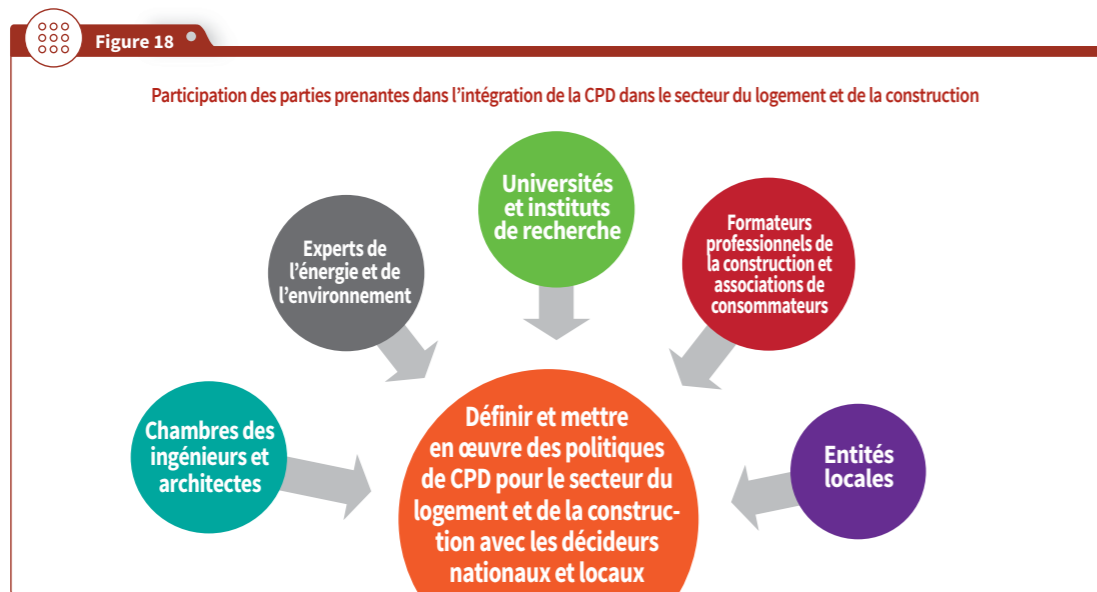 Figure 18
Participation des parties prenantes dans l'intégration de la CPD dans le secteur du logement et de la construction
Universités
et instituts
de recherche
Experts de
l'énergie et de
l'environnement
Formateurs
professionnels de
la construction et
associations de
consommateurs
Chambres des
ingénieurs et
architectes
Définir et mettre
en œuvre des politiques
de CPD pour le secteur du
logement et de la construc-
tion avec les décideurs
nationaux et locaux
Entités
locales